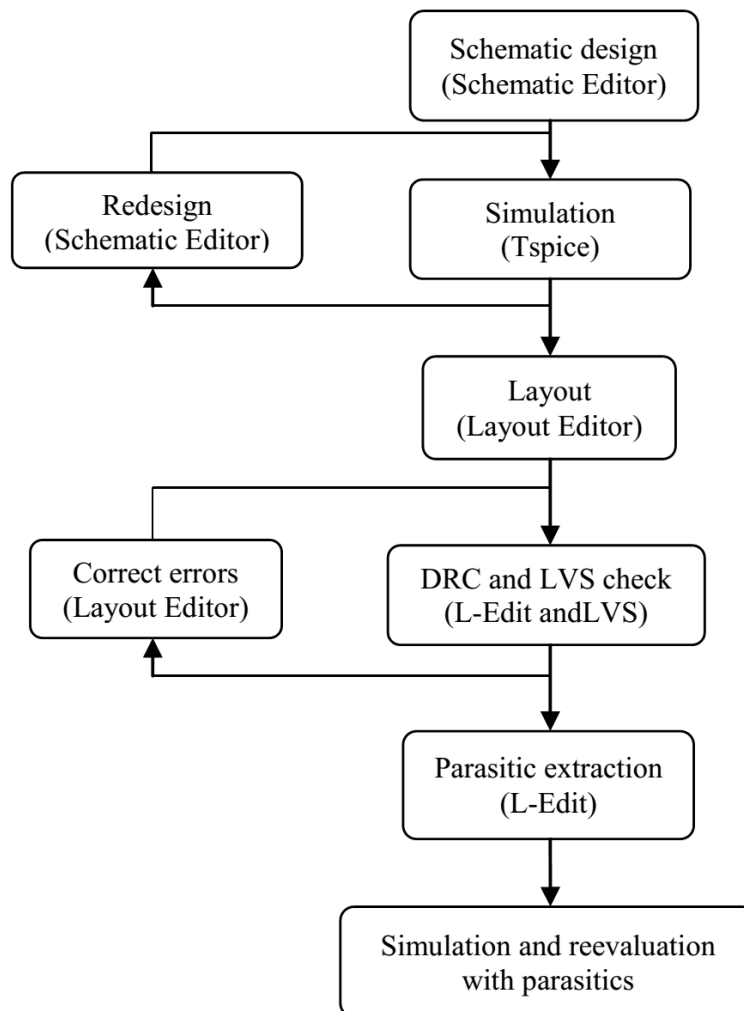 Schematic design
(Schematic Editor)
Redesign
(Schematic Editor)
Simulation
(Tspice)
Layout
(Layout Editor)
Correct errors
(Layout Editor)
DRC and LVS check
(L-Edit andLVS)
Parasitic extraction
(L-Edit)
Simulation and reevaluation
with parasitics